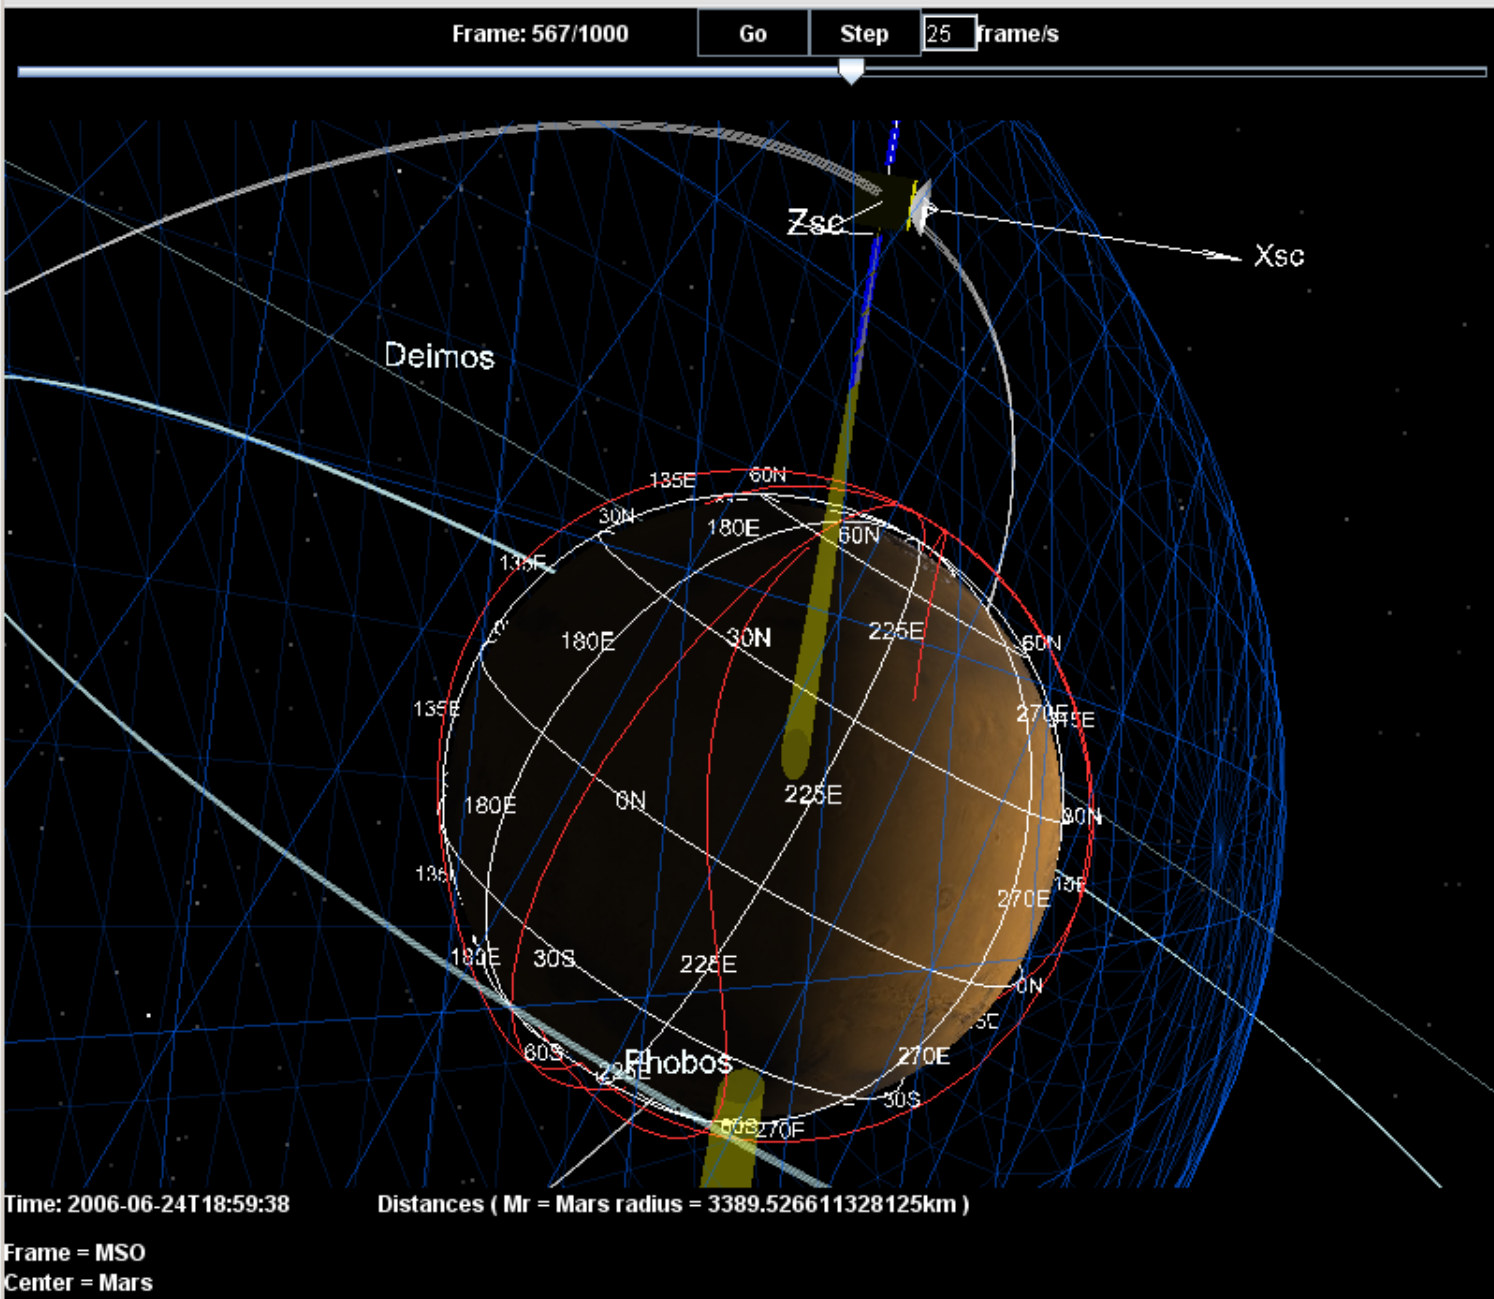 Frame: 567/1000 Go Step 25 frame/s
Zsc
Xsc
Deimos
135E 60N
30N 180E 60N
135E
180E 30N 225E 60N
135E 270E
180E 0N 225E 30N
270E
180E 30S 225E
0N
60S Phobos 270E
225E 30S
60S 270E
Time: 2006-06-24T18:59:38 Distances ( Mr = Mars radius = 3389.526611328125km )
Frame = MSO
Center = Mars